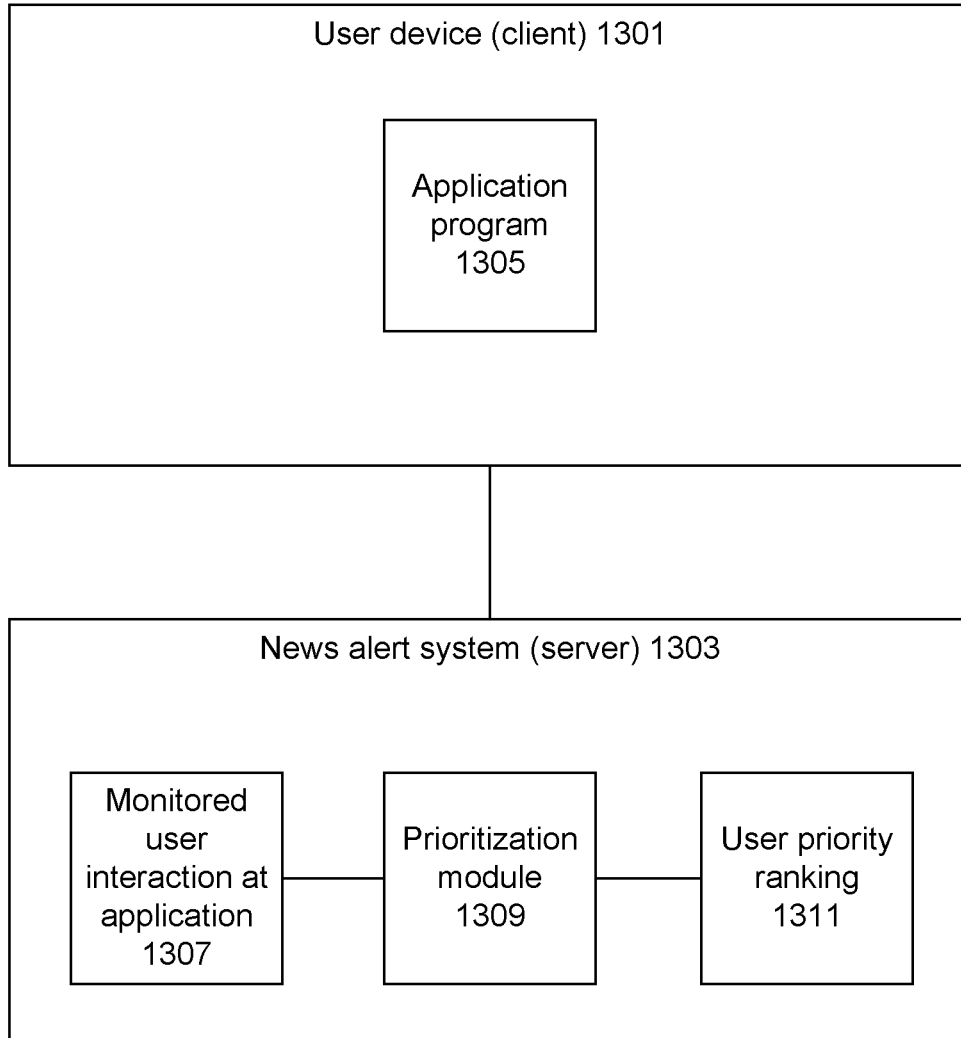 User device (client) 1301
Application
program
1305
News alert system (server) 1303
Monitored
user
interaction at
application
1307
Prioritization
module
1309
User priority
ranking
1311